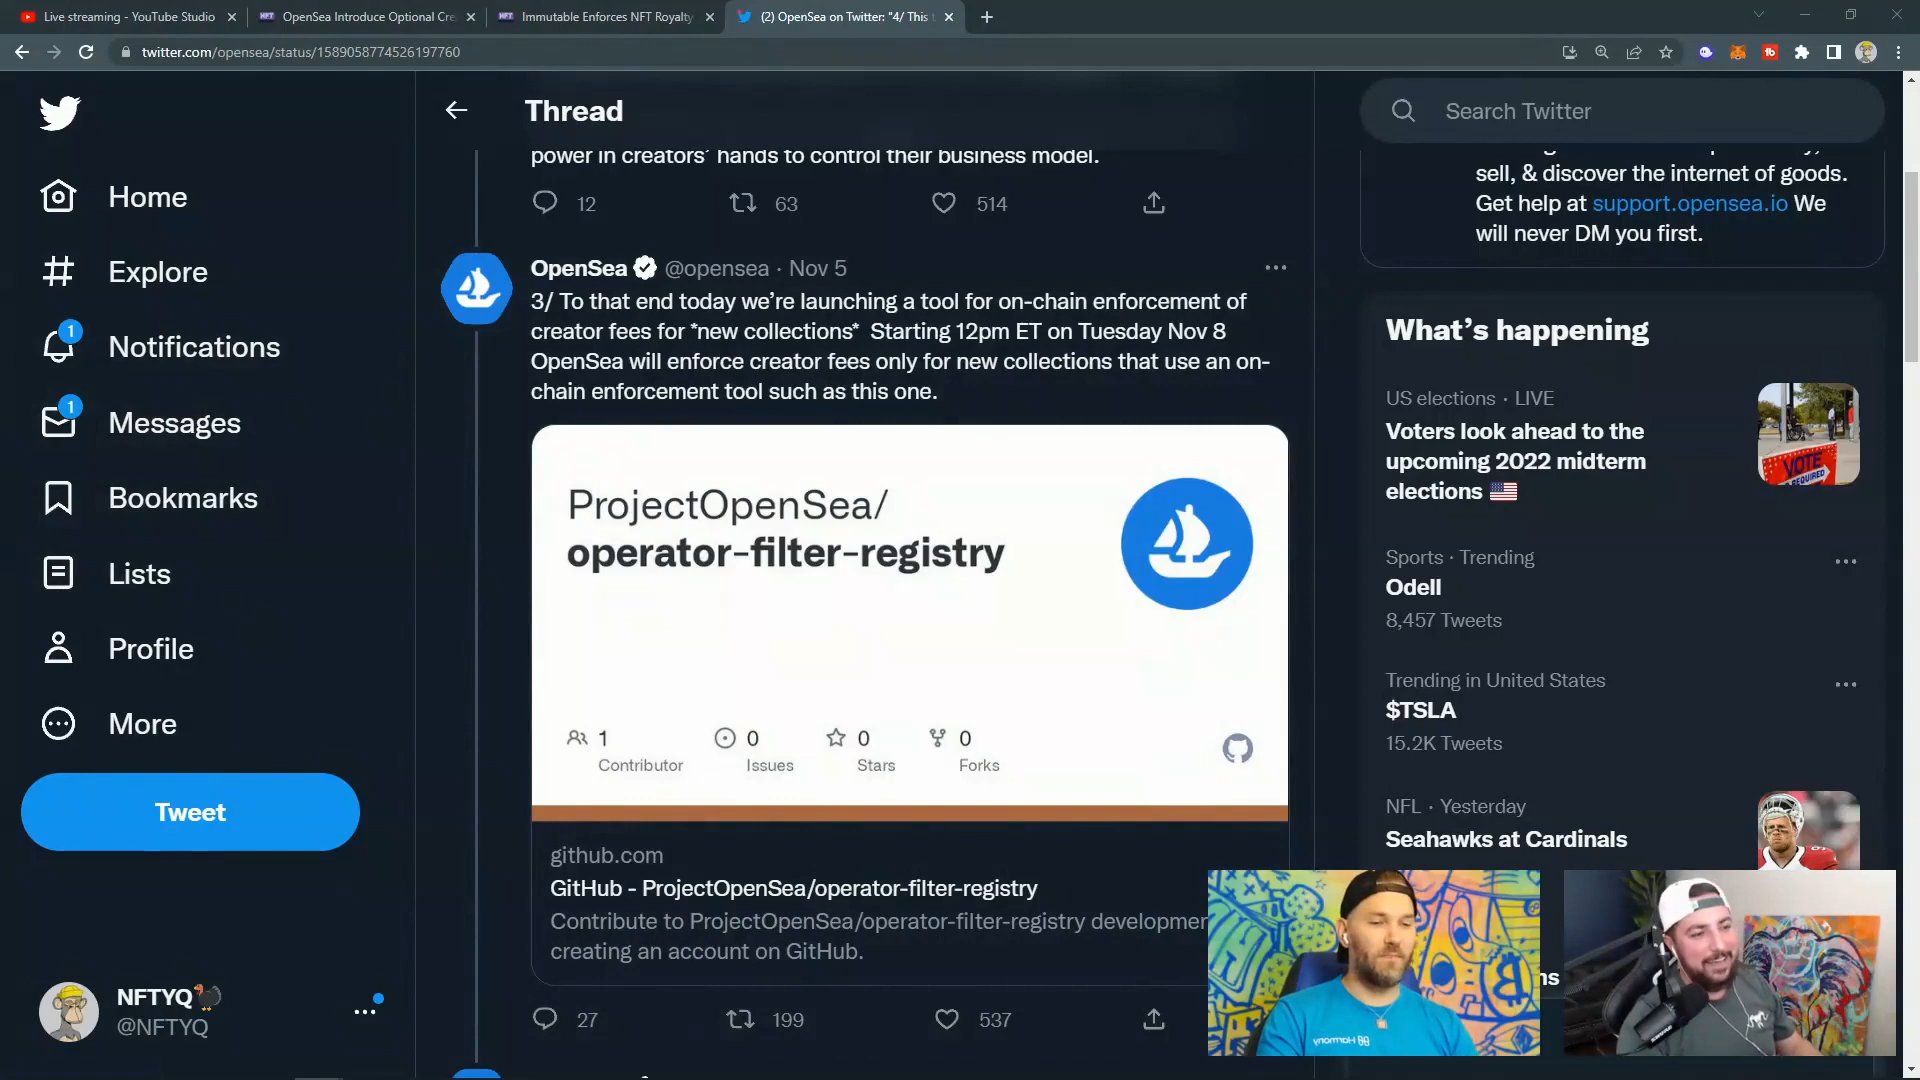 Live streaming - YouTube Studio
OpenSea Introduce Optional Cre
Immutable Enforces NFT Royalty
(2) OpenSea on Twitter: "4/ This t
twitter.com/opensea/status/1589058774526197760
Thread
Search Twitter
power in creators' hands to control their business model.
12 63 514
sell, & discover the internet of goods.
Get help at support.opensea.io We
will never DM you first.
Home
Explore
1
Notifications
1
Messages
Bookmarks
Lists
Profile
More
Tweet
NFTYQ
@NFTYQ
OpenSea @opensea · Nov 5
3/ To that end today we're launching a tool for on-chain enforcement of
creator fees for *new collections* Starting 12pm ET on Tuesday Nov 8
OpenSea will enforce creator fees only for new collections that use an on-
chain enforcement tool such as this one.
ProjectOpenSea/
operator-filter-registry
1 0 0 0
Contributor Issues Stars Forks
github.com
GitHub - ProjectOpenSea/operator-filter-registry
Contribute to ProjectOpenSea/operator-filter-registry developmen
creating an account on GitHub.
27 199 537
What's happening
US elections · LIVE
Voters look ahead to the
upcoming 2022 midterm
elections
VOTE
REQUIRED
Sports · Trending
Odell
8,457 Tweets
Trending in United States
$TSLA
15.2K Tweets
NFL · Yesterday
Seahawks at Cardinals
ns
Harmony